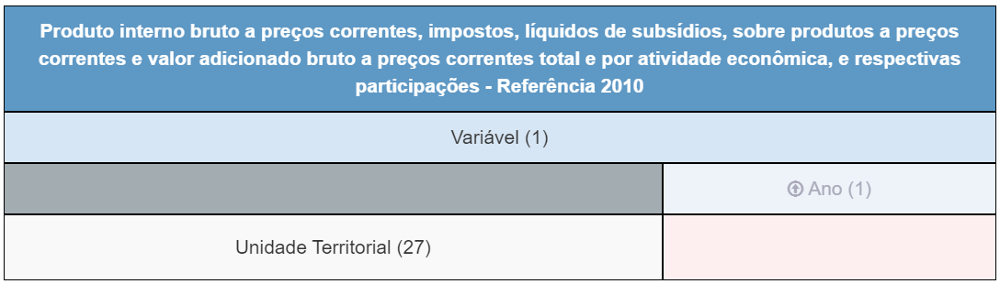 Produto interno bruto a preços correntes, impostos, líquidos de subsídios, sobre produtos a preços
correntes e valor adicionado bruto a preços correntes total e por atividade econômica, e respectivas
participações - Referência 2010
Variável (1)
Ano (1)
Unidade Territorial (27)